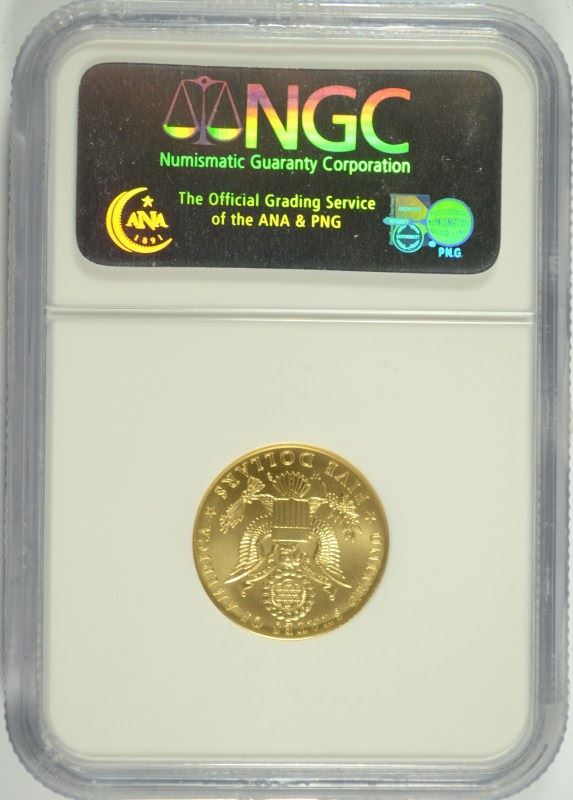 NGC
Numismatic Guaranty Corporation
The Official Grading Service
of the ANA & PNG
ANA
1891
P.N.G.
FIVE DOLLARS
UNITED STATES OF AMERICA